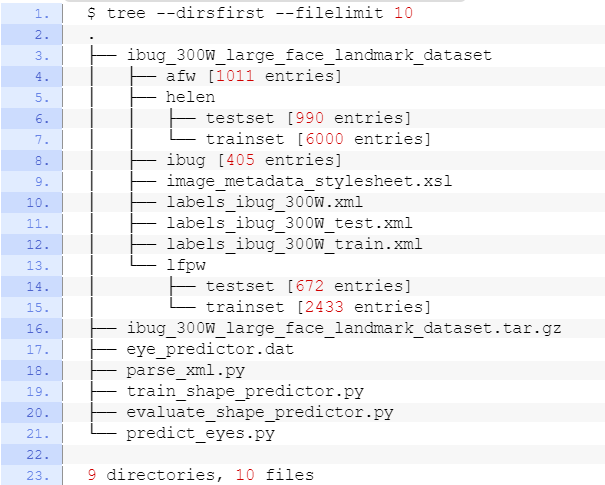 1. $ tree --dirsfirst --filelimit 10
2. .
3. ├── ibug_300W_large_face_landmark_dataset
4. │   ├── afw [1011 entries]
5. │   ├── helen
6. │   │   ├── testset [990 entries]
7. │   │   └── trainset [6000 entries]
8. │   ├── ibug [405 entries]
9. │   ├── image_metadata_stylesheet.xsl
10. │   ├── labels_ibug_300W.xml
11. │   ├── labels_ibug_300W_test.xml
12. │   ├── labels_ibug_300W_train.xml
13. │   └── lfpw
14. │       ├── testset [672 entries]
15. │       └── trainset [2433 entries]
16. ├── ibug_300W_large_face_landmark_dataset.tar.gz
17. ├── eye_predictor.dat
18. ├── parse_xml.py
19. ├── train_shape_predictor.py
20. ├── evaluate_shape_predictor.py
21. └── predict_eyes.py
22.
23. 9 directories, 10 files